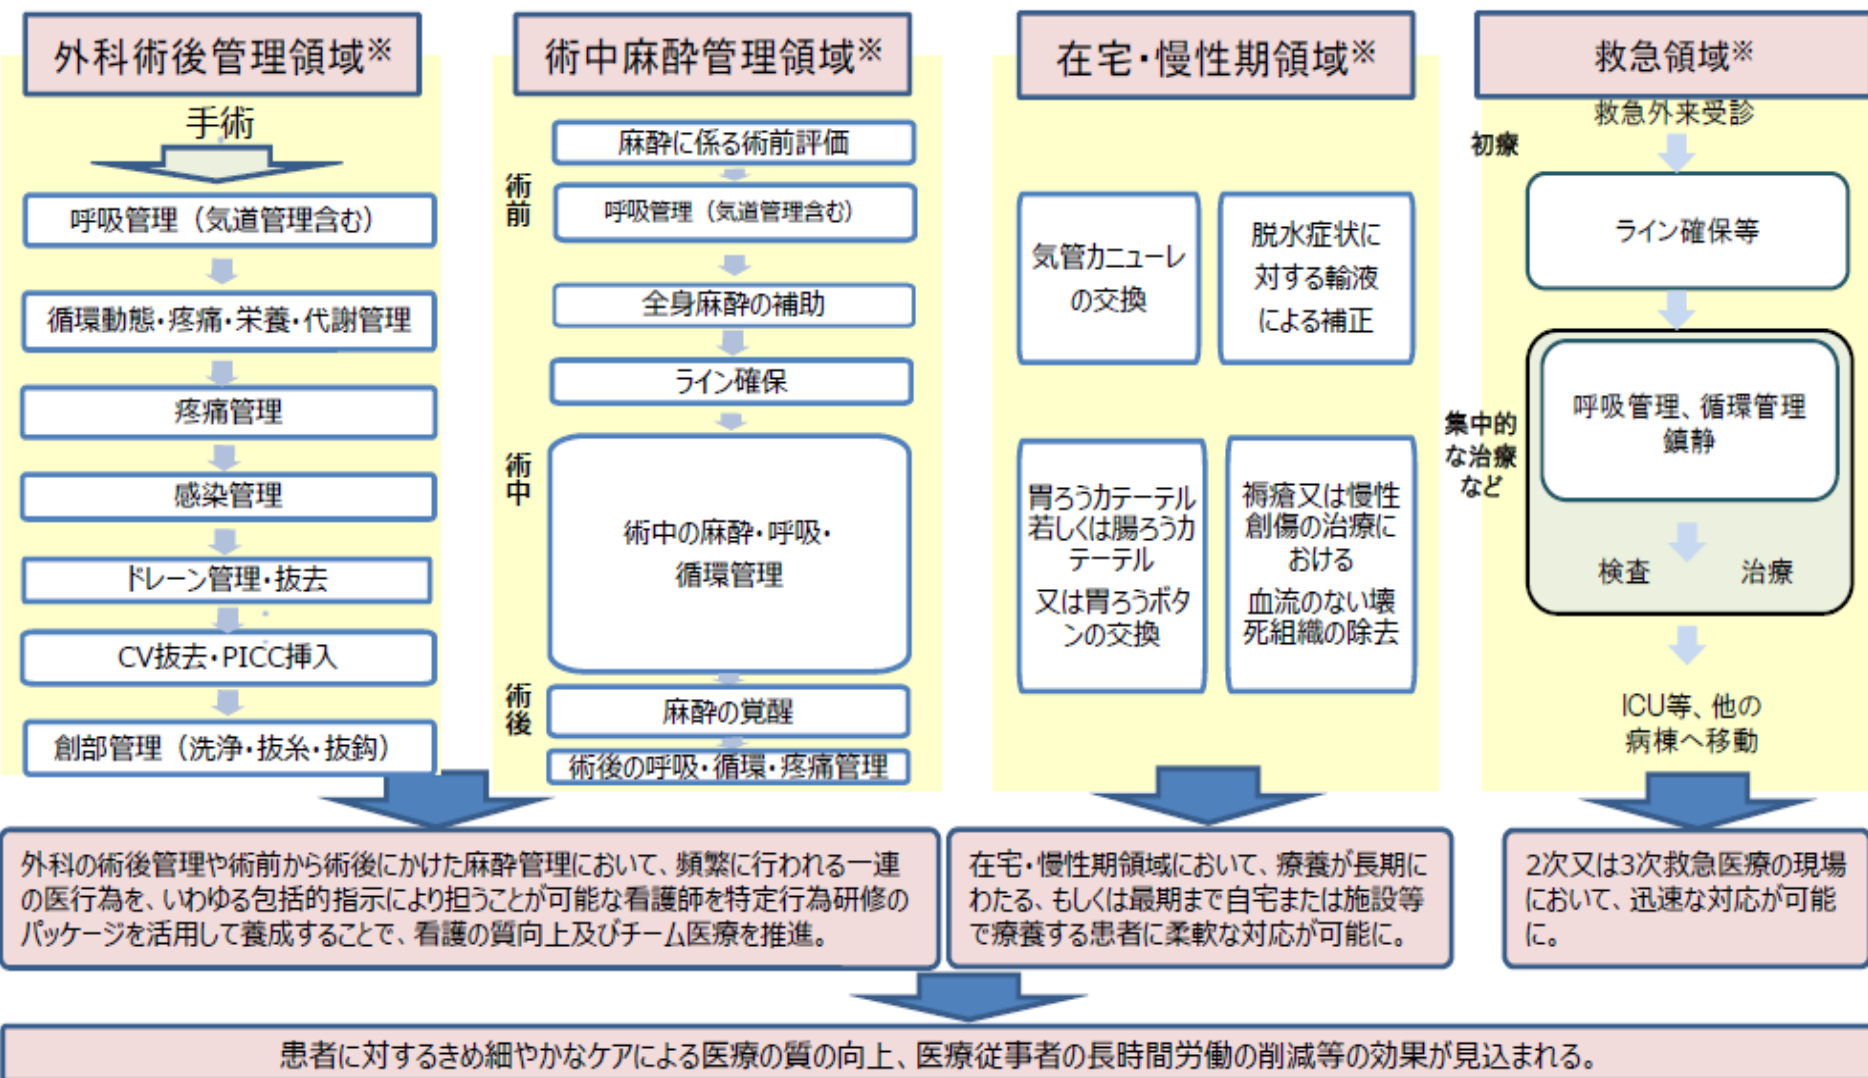 外科術後管理領域※
手術
呼吸管理（気道管理含む）
循環動態・疼痛・栄養・代謝管理
疼痛管理
感染管理
ドレーン管理・抜去
CV抜去・PICC挿入
創部管理（洗浄・抜糸・抜鈎）
術中麻酔管理領域※
術前
麻酔に係る術前評価
呼吸管理（気道管理含む）
全身麻酔の補助
ライン確保
術中
術中の麻酔・呼吸・
循環管理
術後
麻酔の覚醒
術後の呼吸・循環・疼痛管理
在宅・慢性期領域※
気管カニューレ
の交換
脱水症状に
対する輸液
による補正
胃ろうカテーテル
若しくは腸ろうカ
テーテル
又は胃ろうボタ
ンの交換
褥瘡又は慢性
創傷の治療に
おける
血流のない壊
死組織の除去
救急領域※
救急外来受診
初療
ライン確保等
集中的
な治療
など
呼吸管理、循環管理
鎮静
検査
治療
ICU等、他の
病棟へ移動
外科の術後管理や術前から術後にかけた麻酔管理において、頻繁に行われる一連
の医行為を、いわゆる包括的指示により担うことが可能な看護師を特定行為研修の
パッケージを活用して養成することで、看護の質向上及びチーム医療を推進。
在宅・慢性期領域において、療養が長期に
わたる、もしくは最期まで自宅または施設等
で療養する患者に柔軟な対応が可能に。
2次又は3次救急医療の現場
において、迅速な対応が可能
に。
患者に対するきめ細やかなケアによる医療の質の向上、医療従事者の長時間労働の削減等の効果が見込まれる。